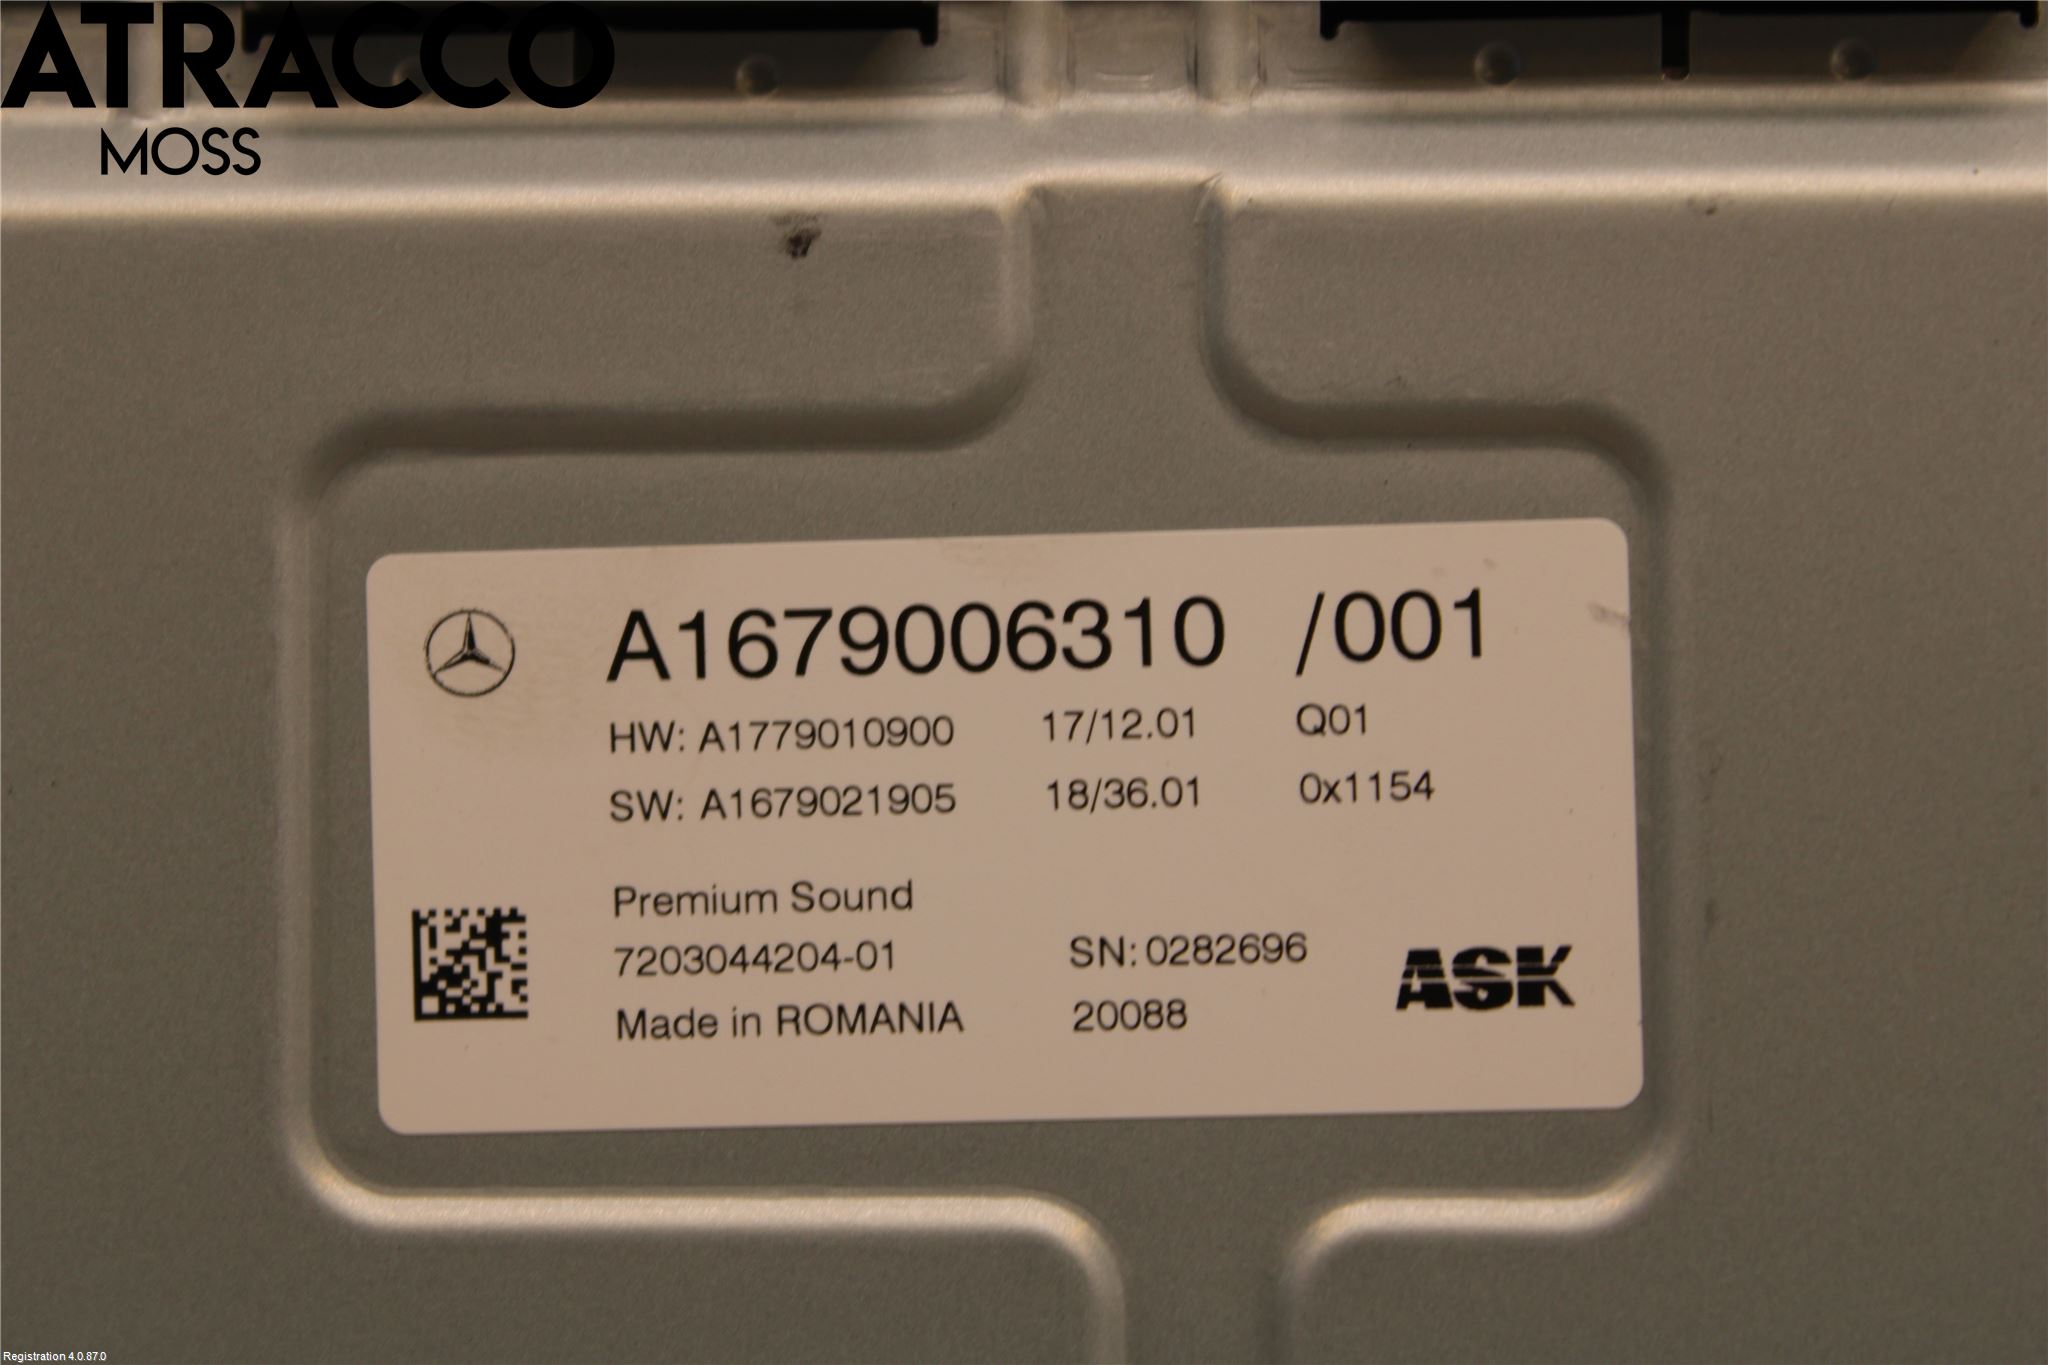 ATRACCO
MOSS
A1679006310 /001
HW: A1779010900 17/12.01 Q01
SW: A1679021905 18/36.01 0x1154
Premium Sound
7203044204-01 SN: 0282696
Made in ROMANIA 20088
ASK
Registration 4.0.87.0